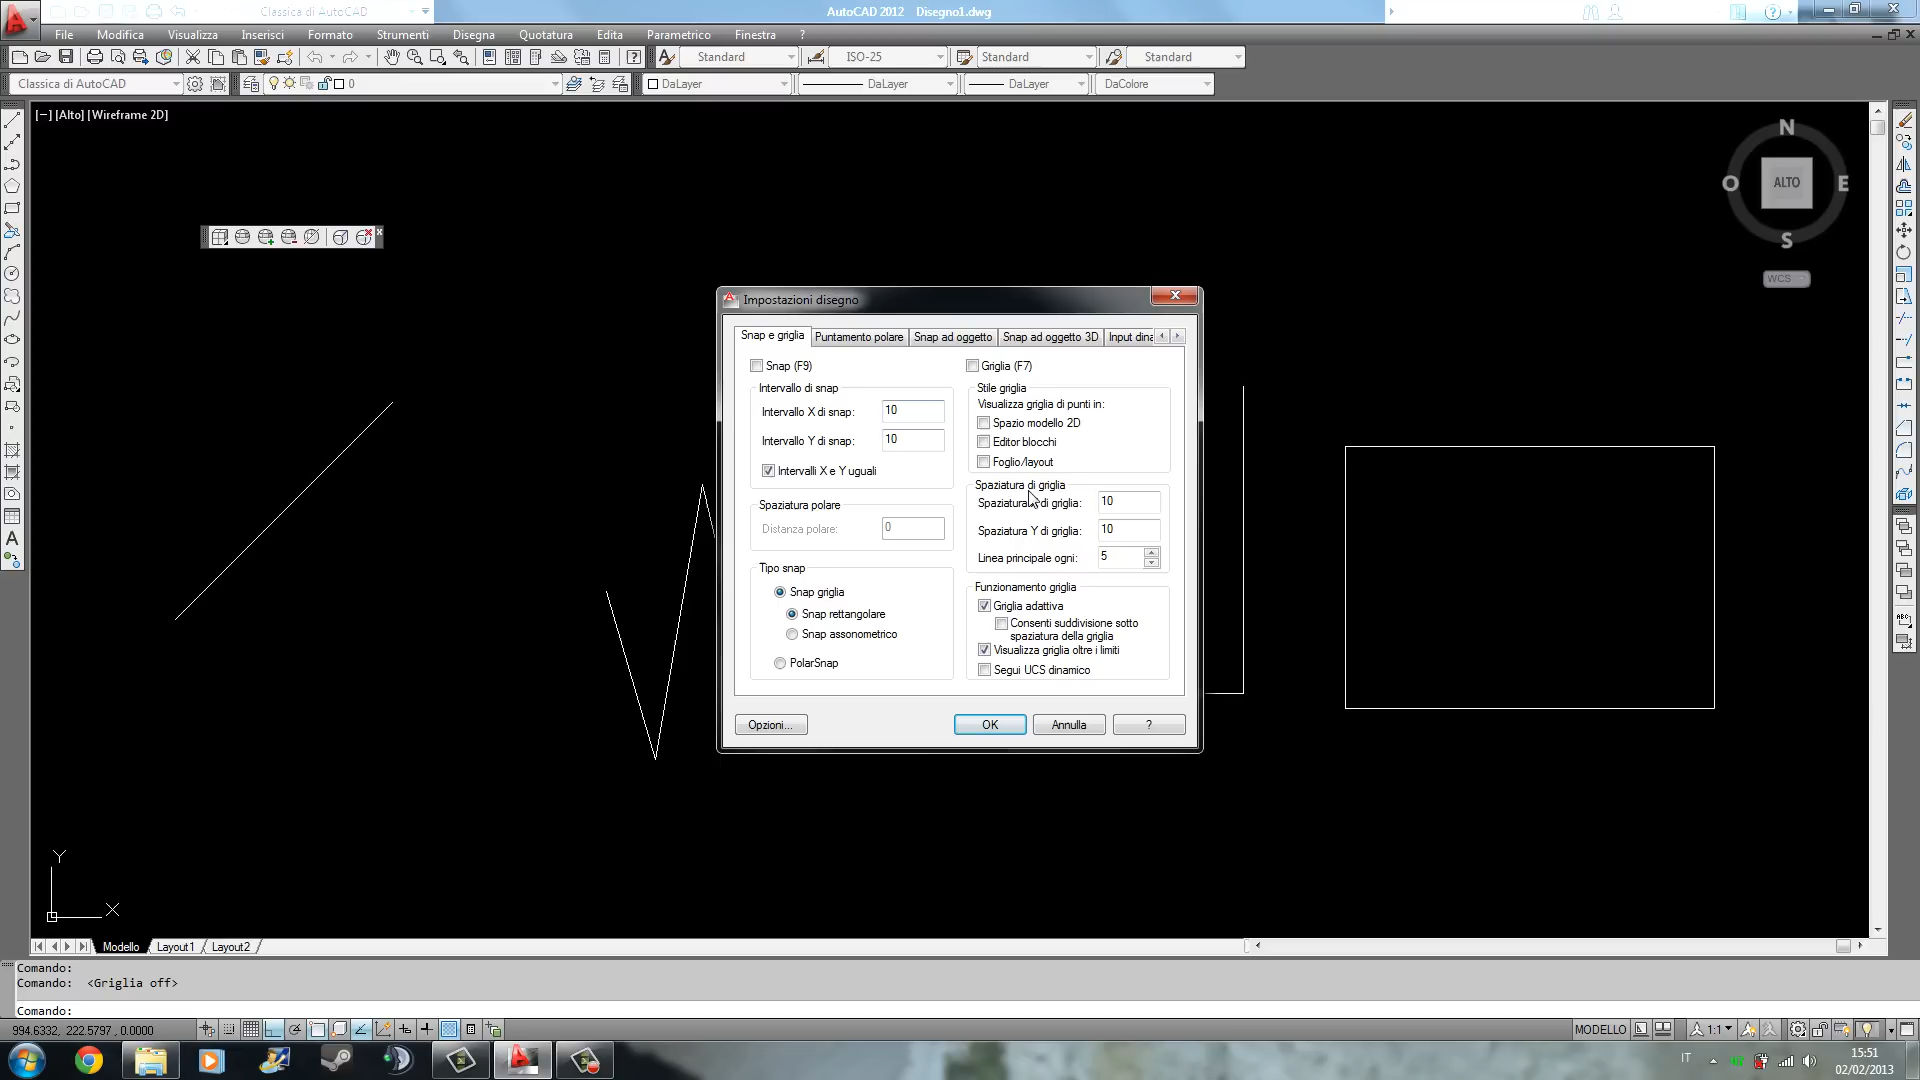 Classica di AutoCAD
AutoCAD 2012 Disegno1.dwg
File Modifica Visualizza Inserisci Formato Strumenti Disegna Quotatura Edita Parametrico Finestra ?
Standard ISO-25 Standard Standard
Classica di AutoCAD 0 DaLayer DaLayer DaLayer DaColore
[−] [Alto] [Wireframe 2D]
N
O ALTO E
S
WCS
Impostazioni disegno
Snap e griglia Puntamento polare Snap ad oggetto Snap ad oggetto 3D Input dina
Snap (F9)
Intervallo di snap
Intervallo X di snap: 10
Intervallo Y di snap: 10
Intervalli X e Y uguali
Spaziatura polare
Distanza polare: 0
Tipo snap
Snap griglia
Snap rettangolare
Snap assonometrico
PolarSnap
Griglia (F7)
Stile griglia
Visualizza griglia di punti in:
Spazio modello 2D
Editor blocchi
Foglio/layout
Spaziatura di griglia
Spaziatura di griglia: 10
Spaziatura Y di griglia: 10
Linea principale ogni: 5
Funzionamento griglia
Griglia adattiva
Consenti suddivisione sotto
spaziatura della griglia
Visualizza griglia oltre i limiti
Segui UCS dinamico
Opzioni... OK Annulla ?
Y
X
Modello Layout1 Layout2
Comando:
Comando: <Griglia off>
Comando:
994.6332, 222.5797 , 0.0000 MODELLO 1:1
IT 15:51
02/02/2013